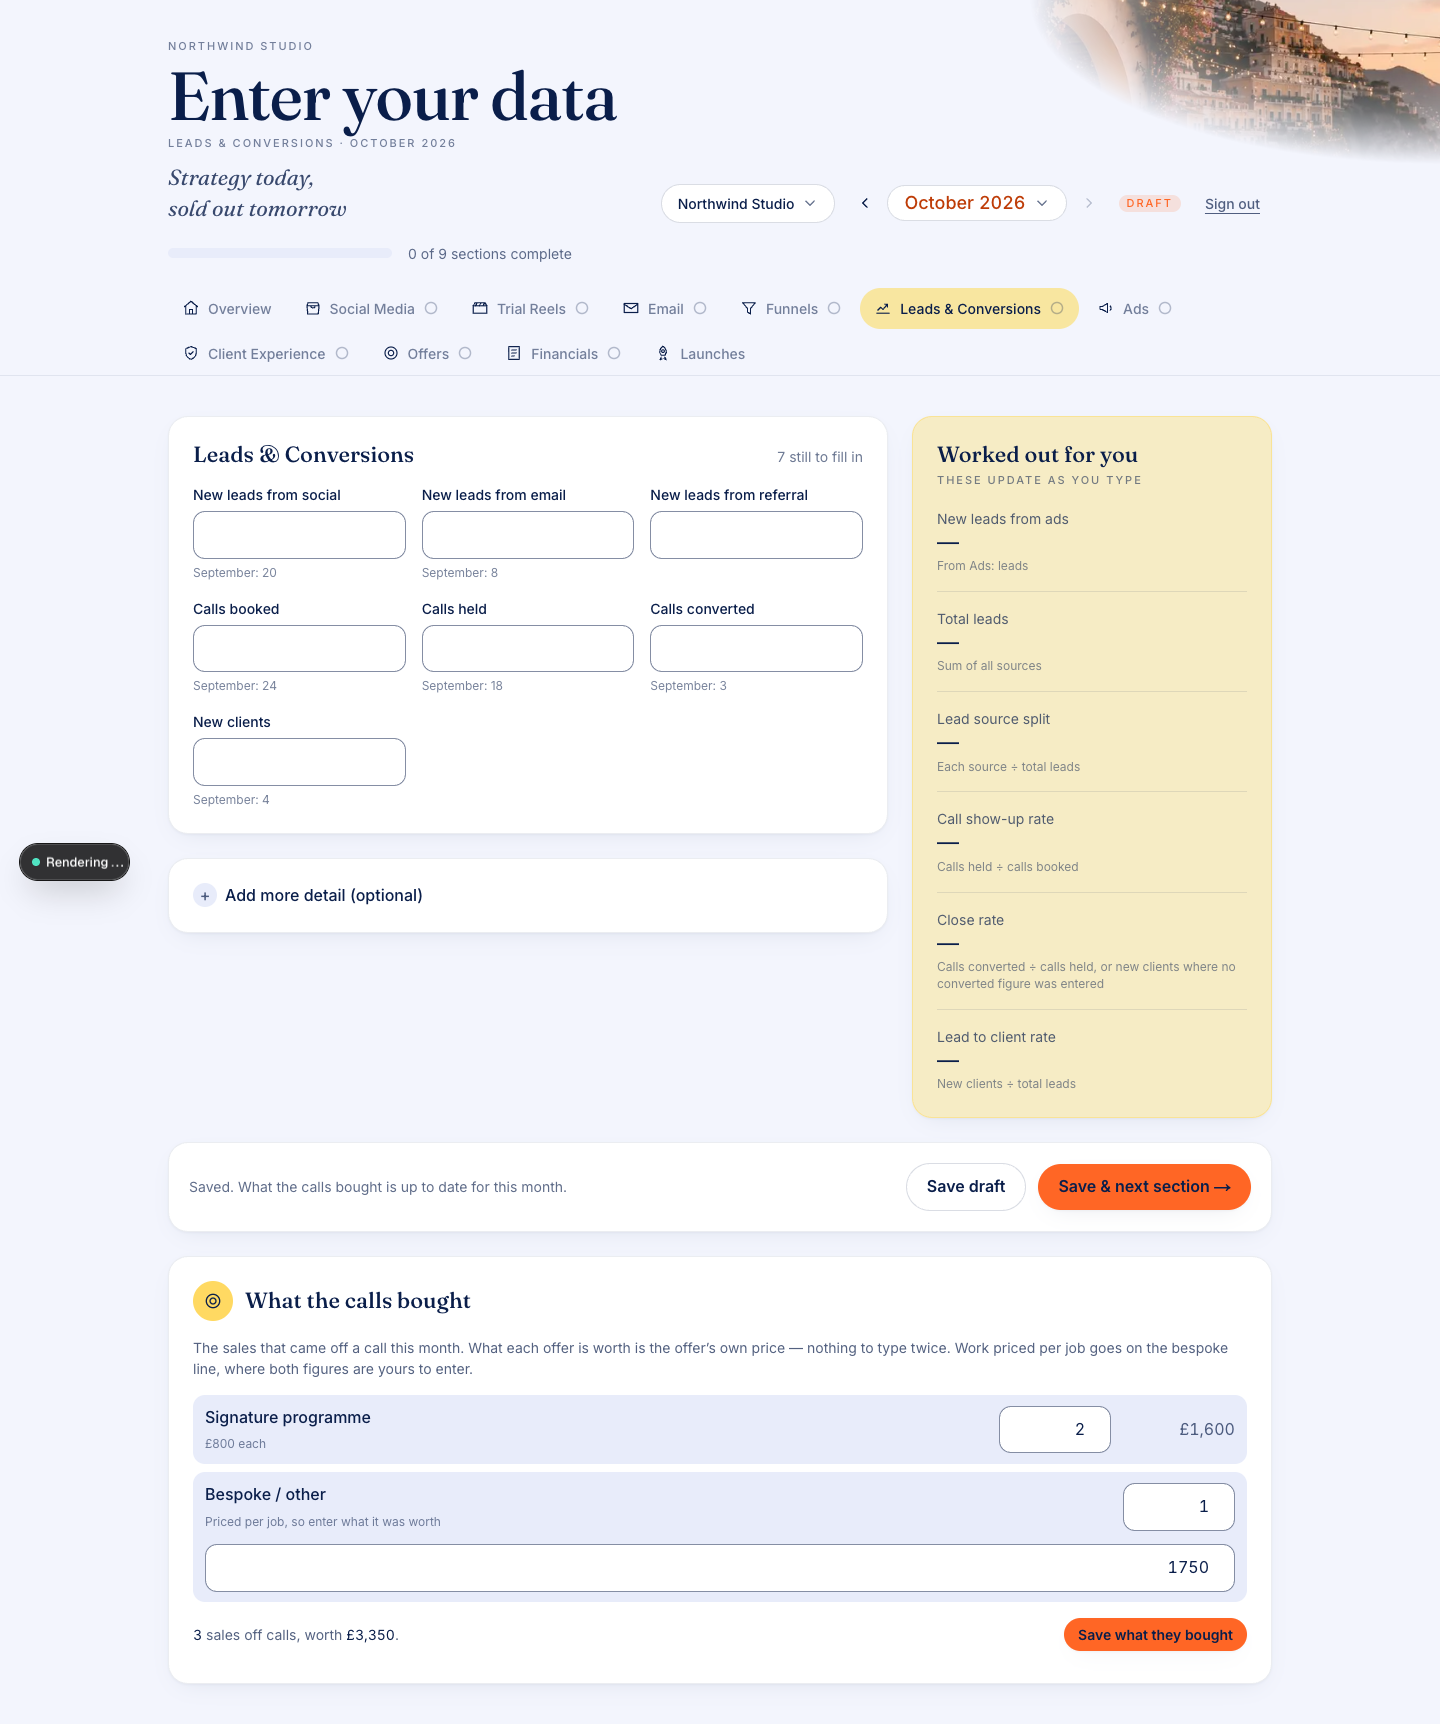 NORTHWIND STUDIO
Enter your data
LEADS & CONVERSIONS · OCTOBER 2026
Strategy today,
sold out tomorrow
Northwind Studio
October 2026
DRAFT
Sign out
0 of 9 sections complete
Overview
Social Media
Trial Reels
Email
Funnels
Leads & Conversions
Ads
Client Experience
Offers
Financials
Launches
Leads & Conversions
7 still to fill in
New leads from social
New leads from email
New leads from referral
September: 20
September: 8
Calls booked
Calls held
Calls converted
September: 24
September: 18
September: 3
New clients
September: 4
+ Add more detail (optional)
Worked out for you
THESE UPDATE AS YOU TYPE
New leads from ads
—
From Ads: leads
Total leads
—
Sum of all sources
Lead source split
—
Each source ÷ total leads
Call show-up rate
—
Calls held ÷ calls booked
Close rate
—
Calls converted ÷ calls held, or new clients where no
converted figure was entered
Lead to client rate
—
New clients ÷ total leads
Rendering ...
Saved. What the calls bought is up to date for this month.
Save draft
Save & next section →
What the calls bought
The sales that came off a call this month. What each offer is worth is the offer’s own price — nothing to type twice. Work priced per job goes on the bespoke
line, where both figures are yours to enter.
Signature programme
£800 each
2
£1,600
Bespoke / other
Priced per job, so enter what it was worth
1
1750
3 sales off calls, worth £3,350.
Save what they bought